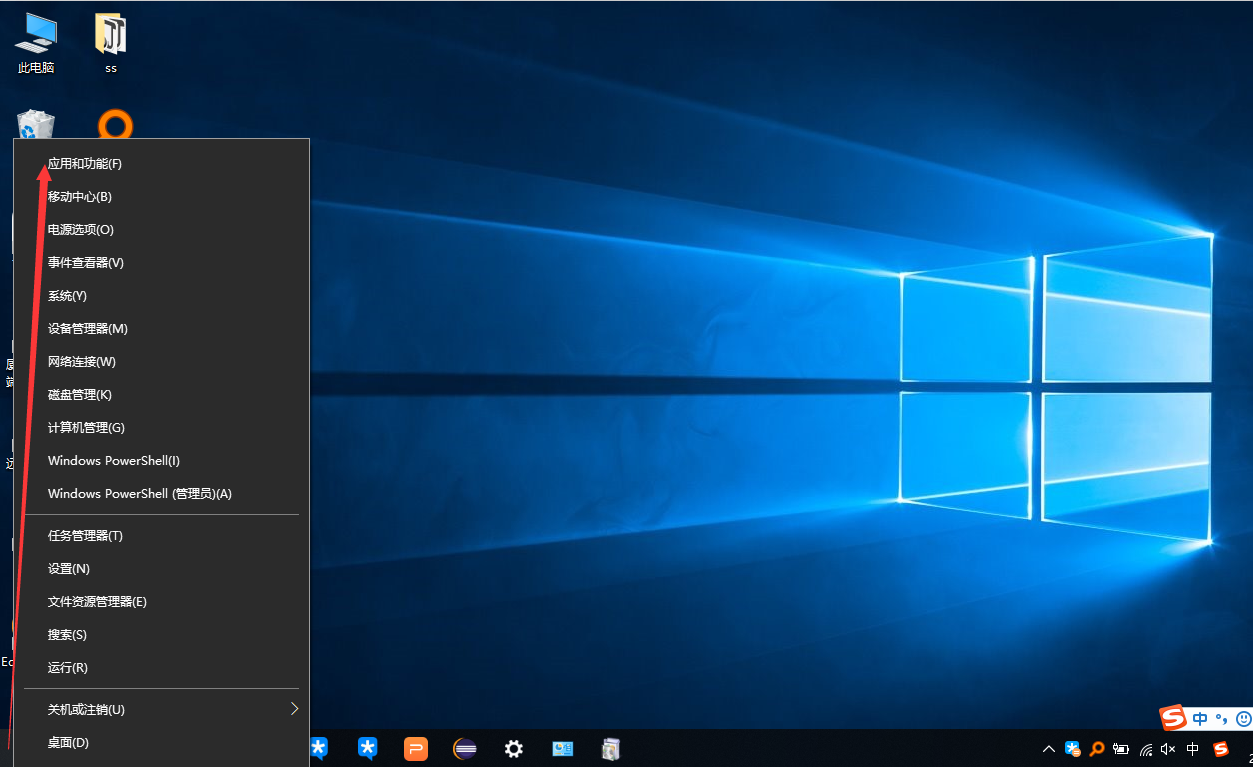 此电脑
ss
应用和功能(F)
移动中心(B)
电源选项(O)
事件查看器(V)
系统(Y)
设备管理器(M)
网络连接(W)
磁盘管理(K)
计算机管理(G)
Windows PowerShell(I)
Windows PowerShell (管理员)(A)
任务管理器(T)
设置(N)
文件资源管理器(E)
搜索(S)
运行(R)
关机或注销(U)
桌面(D)
Ec
S 中 °,
中 S
2